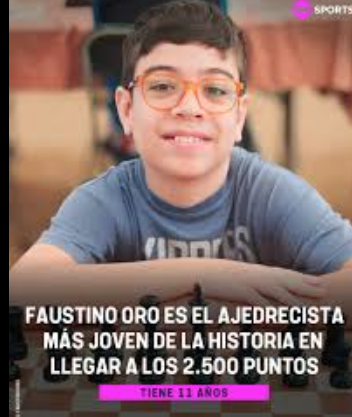 SPORTS
FAUSTINO ORO ES EL AJEDRECISTA
MÁS JOVEN DE LA HISTORIA EN
LLEGAR A LOS 2.500 PUNTOS
TIENE 11 AÑOS